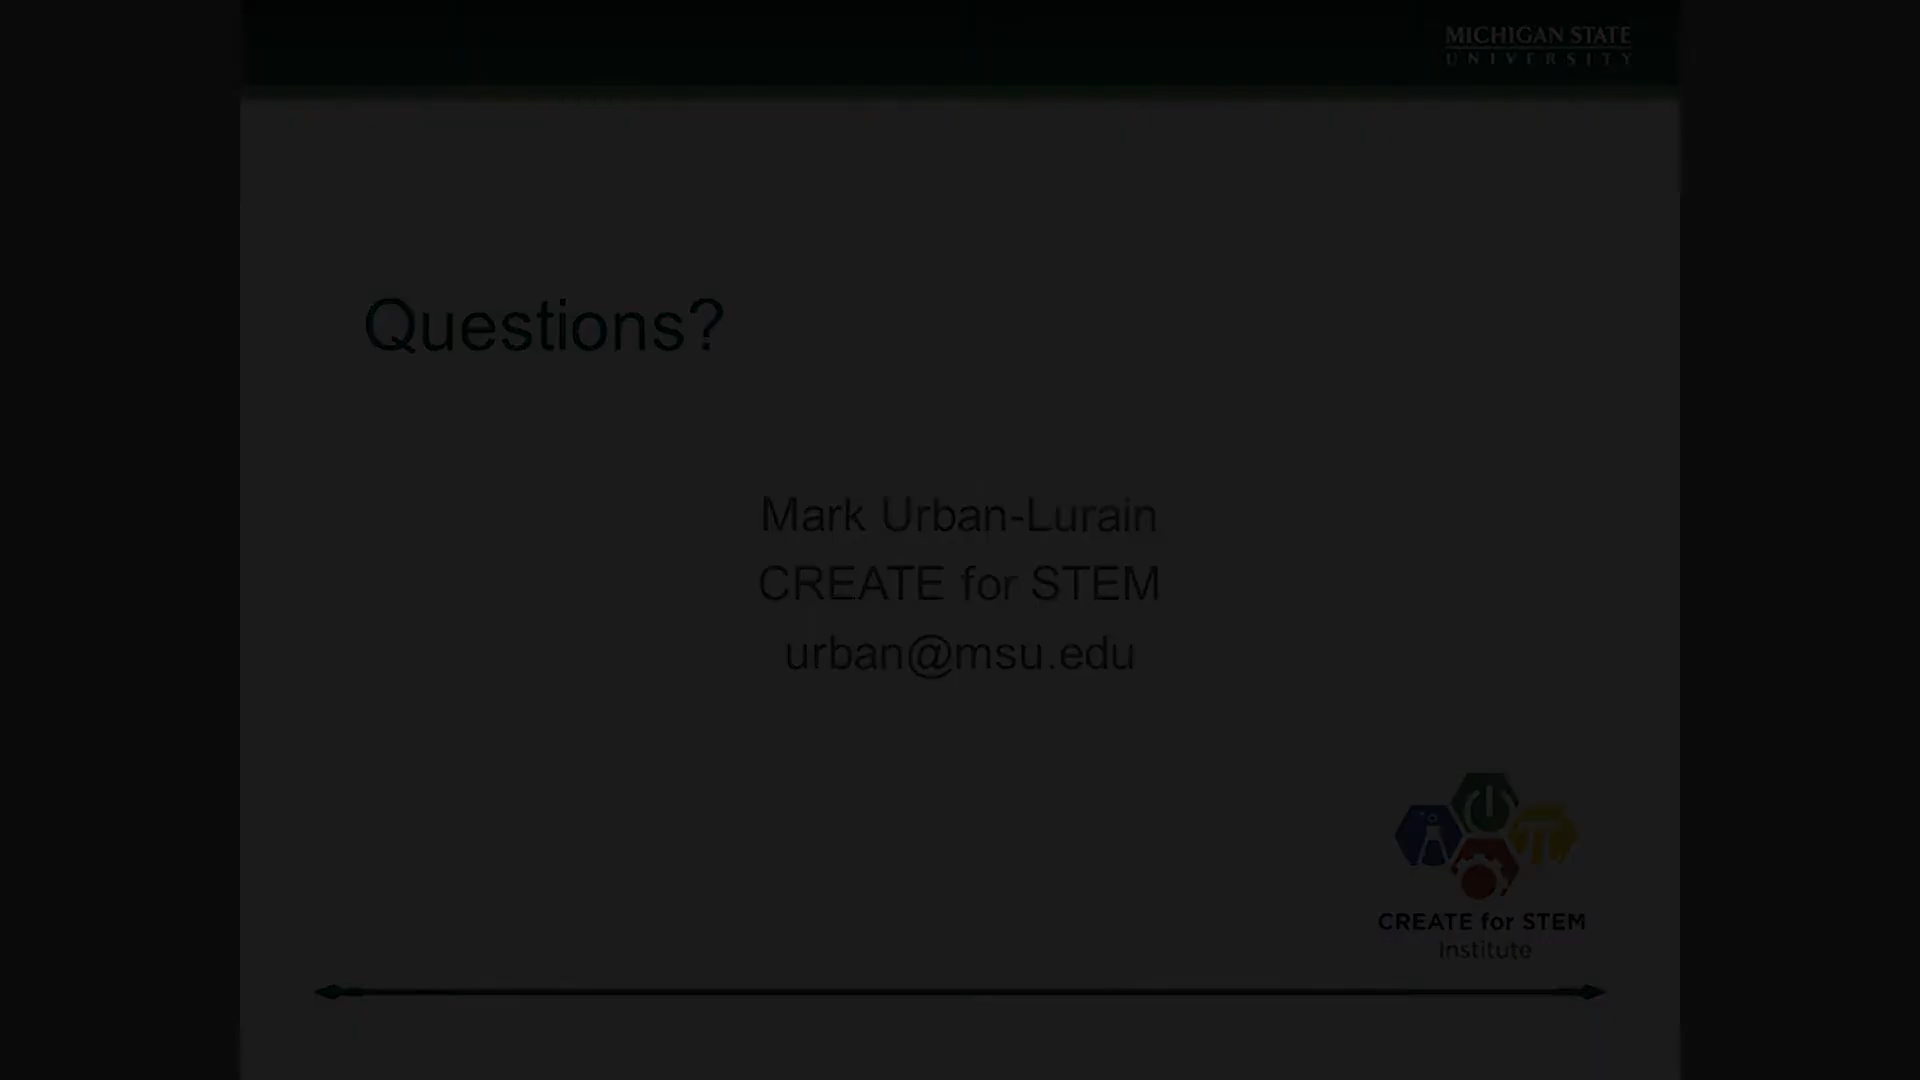 MICHIGAN STATE
UNIVERSITY
Questions?
Mark Urban-Lurain
CREATE for STEM
urban@msu.edu
CREATE for STEM
Institute